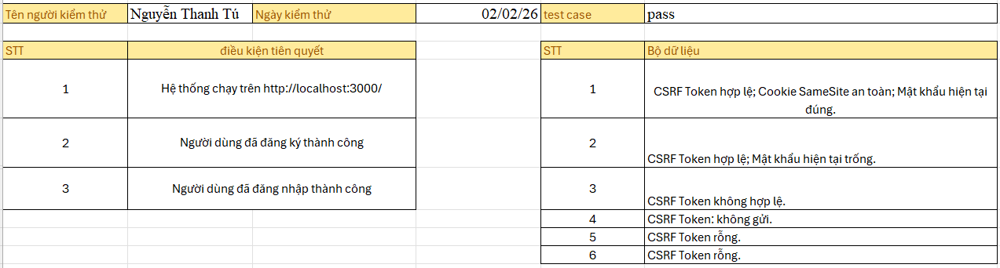 Tên người kiểm thử Nguyễn Thanh Tú Ngày kiểm thử 02/02/26 test case pass
STT điều kiện tiên quyết STT Bộ dữ liệu
1 Hệ thống chạy trên http://localhost:3000/ 1 CSRF Token hợp lệ; Cookie SameSite an toàn; Mật khẩu hiện tại
đúng.
2 Người dùng đã đăng ký thành công 2 CSRF Token hợp lệ; Mật khẩu hiện tại trống.
3 Người dùng đã đăng nhập thành công 3 CSRF Token không hợp lệ.
4 CSRF Token: không gửi.
5 CSRF Token rỗng.
6 CSRF Token rỗng.